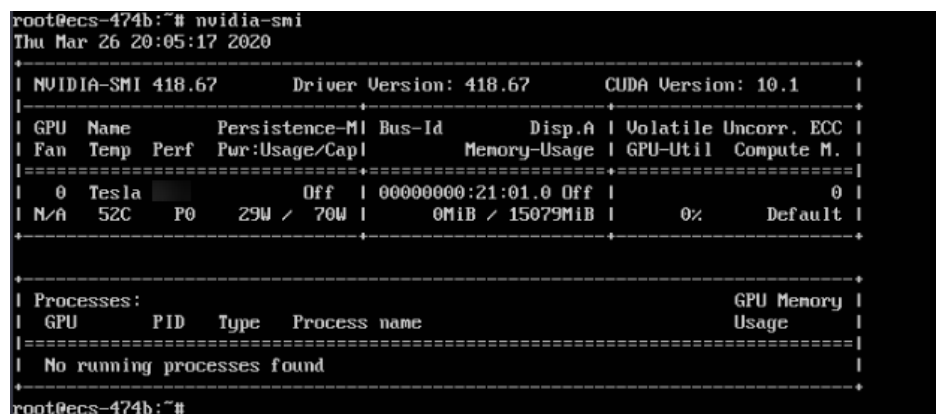 root@ecs-474b:~# nvidia-smi
Thu Mar 26 20:05:17 2020
+-----------------------------------------------------------------------------+
| NVIDIA-SMI 418.67       Driver Version: 418.67       CUDA Version: 10.1     |
|-------------------------------+----------------------+----------------------+
| GPU  Name        Persistence-M| Bus-Id        Disp.A | Volatile Uncorr. ECC |
| Fan  Temp  Perf  Pwr:Usage/Cap|         Memory-Usage | GPU-Util  Compute M. |
|===============================+======================+======================|
|   0  Tesla               Off  | 00000000:21:01.0 Off |                    0 |
| N/A   52C    P0    29W /  70W |      0MiB / 15079MiB |      0%      Default |
+-------------------------------+----------------------+----------------------+
+-----------------------------------------------------------------------------+
| Processes:                                                       GPU Memory |
|  GPU       PID   Type   Process name                             Usage      |
|=============================================================================|
|  No running processes found                                                 |
+-----------------------------------------------------------------------------+
root@ecs-474b:~#